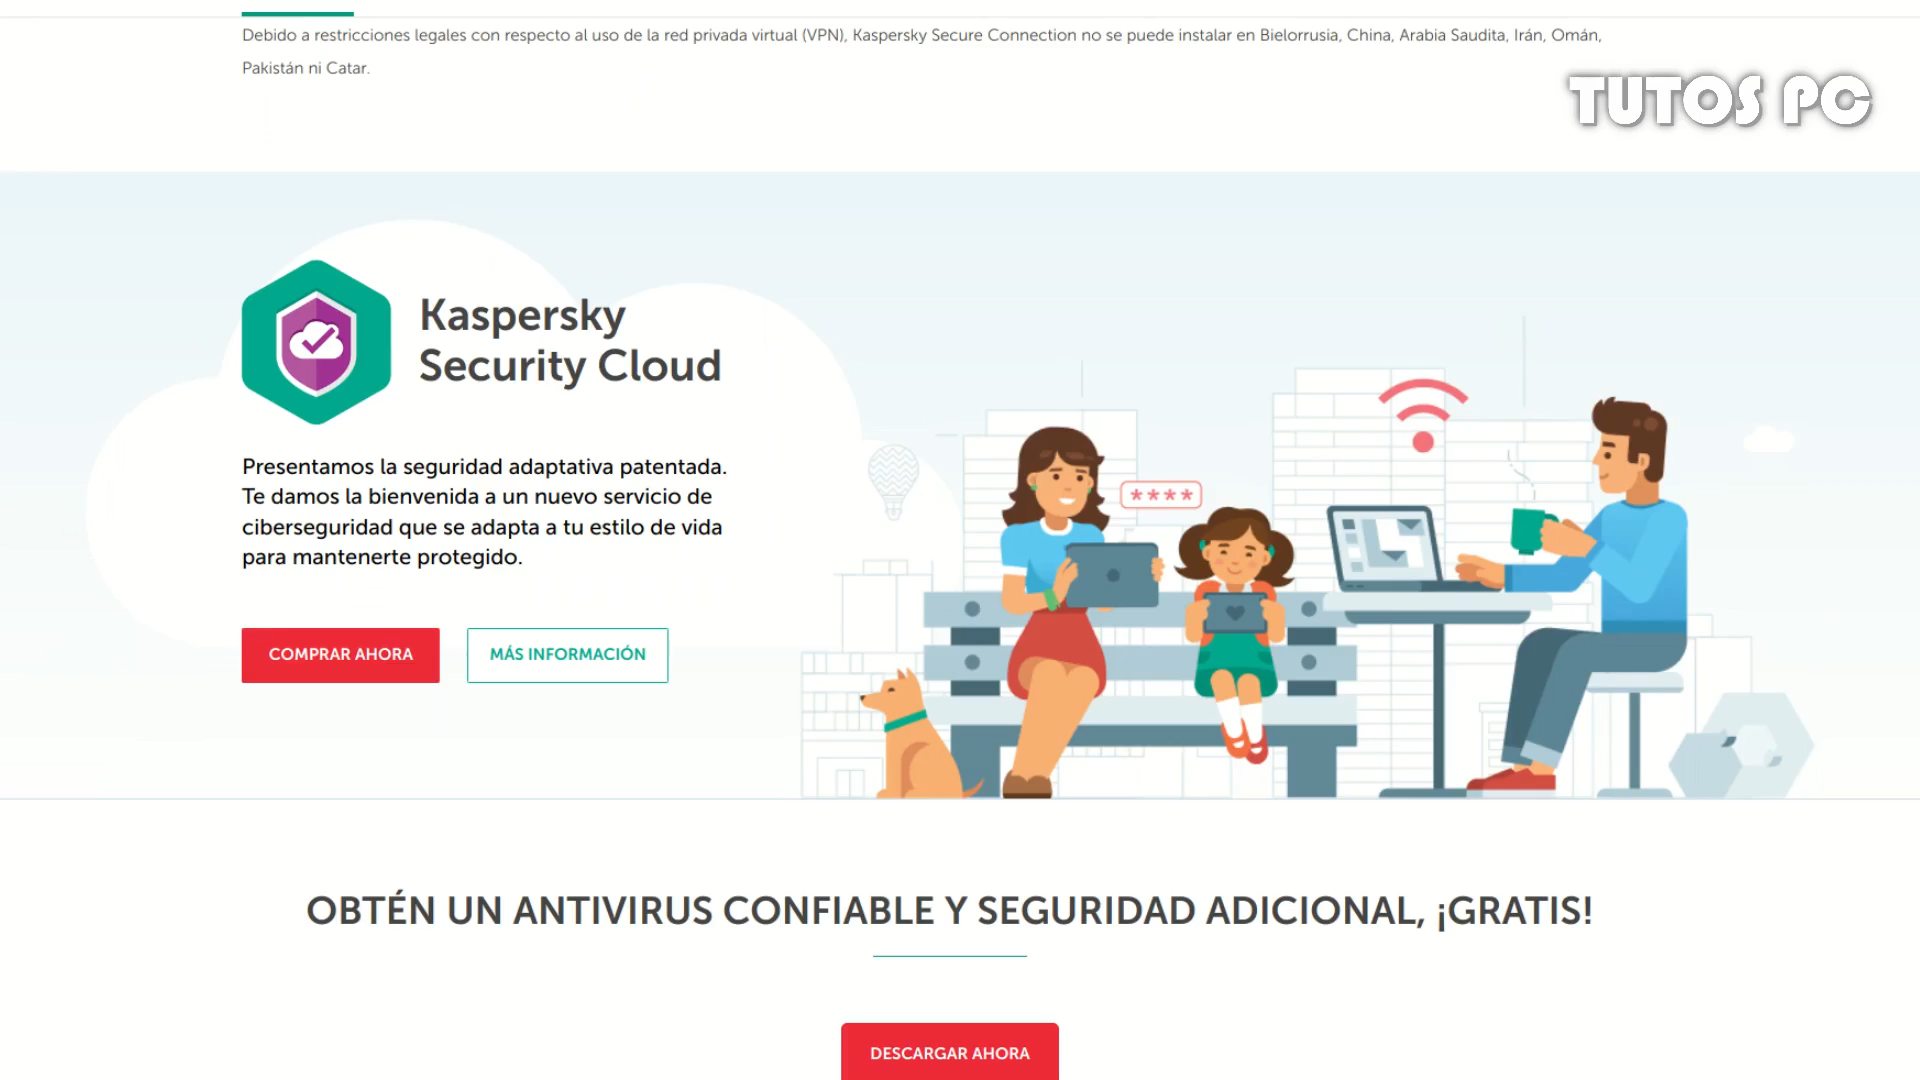 Debido a restricciones legales con respecto al uso de la red privada virtual (VPN), Kaspersky Secure Connection no se puede instalar en Bielorrusia, China, Arabia Saudita, Irán, Omán,
Pakistán ni Catar.
TUTOS PC
Kaspersky
Security Cloud
Presentamos la seguridad adaptativa patentada.
Te damos la bienvenida a un nuevo servicio de
ciberseguridad que se adapta a tu estilo de vida
para mantenerte protegido.
COMPRAR AHORA
MÁS INFORMACIÓN
****
OBTÉN UN ANTIVIRUS CONFIABLE Y SEGURIDAD ADICIONAL, ¡GRATIS!
DESCARGAR AHORA